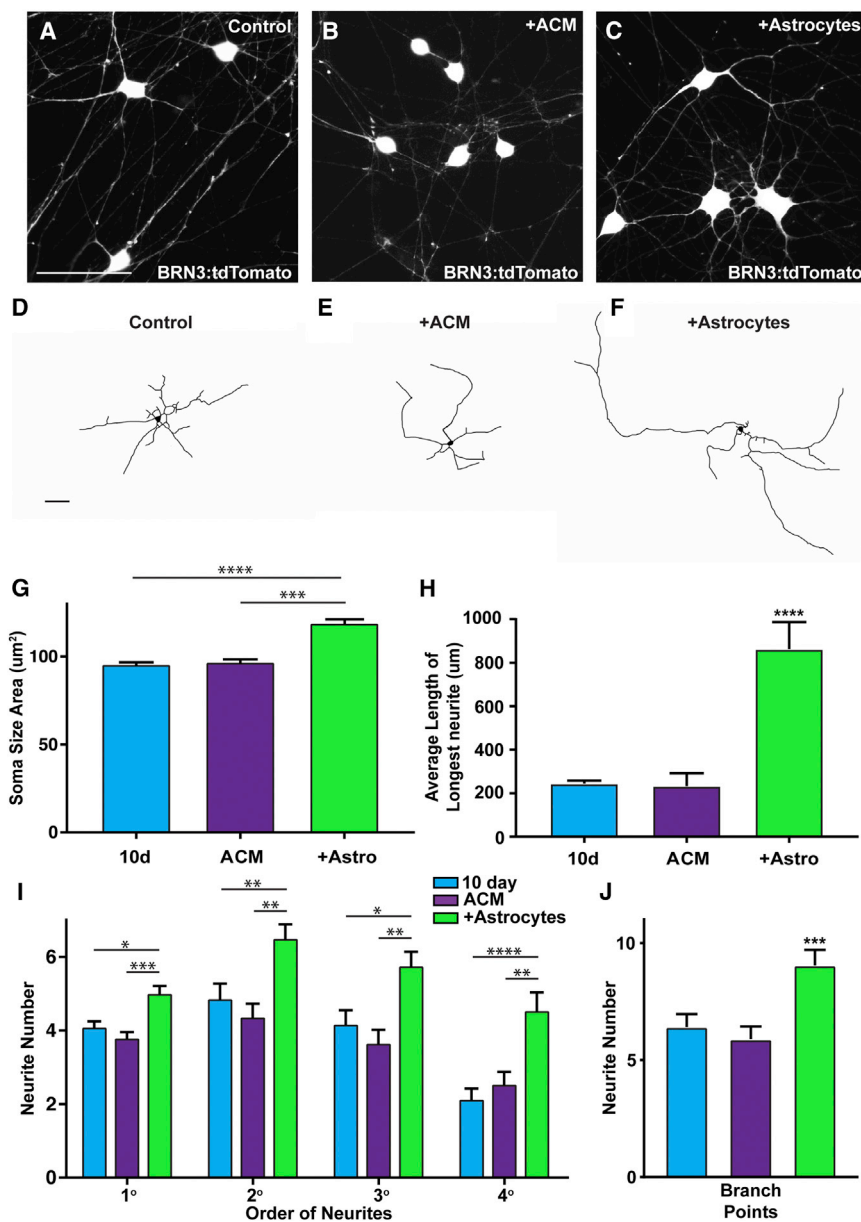 A Control
BRN3:tdTomato
B +ACM
BRN3:tdTomato
C +Astrocytes
BRN3:tdTomato
D Control
E +ACM
F +Astrocytes
G
****
***
Soma Size Area (um²)
100
50
0
10d ACM +Astro
H
****
Average Length of
Longest neurite (um)
1000
800
600
400
200
0
10d ACM +Astro
I
10 day
ACM
+Astrocytes
* *** ** ** * ** **** **
Neurite Number
6
4
2
0
1° 2° 3° 4°
Order of Neurites
J
***
Neurite Number
10
5
0
Branch
Points